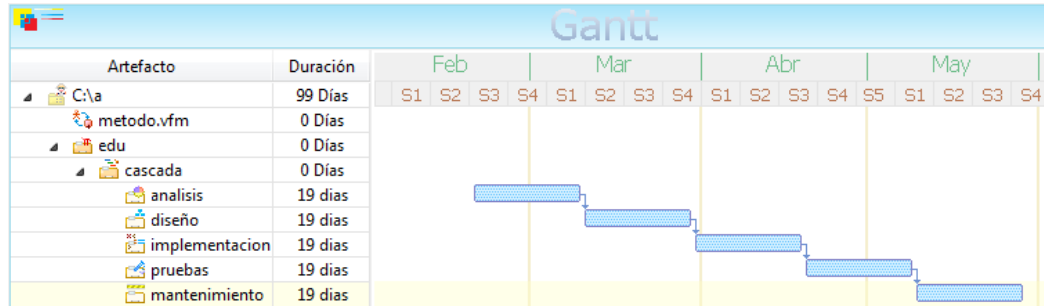 Gantt
Artefacto Duración Feb Mar Abr May
C:\a 99 Días S1 S2 S3 S4 S1 S2 S3 S4 S1 S2 S3 S4 S5 S1 S2 S3 S4
metodo.vfm 0 Días
edu 0 Días
cascada 0 Días
analisis 19 dias
diseño 19 dias
implementacion 19 dias
pruebas 19 dias
mantenimiento 19 dias